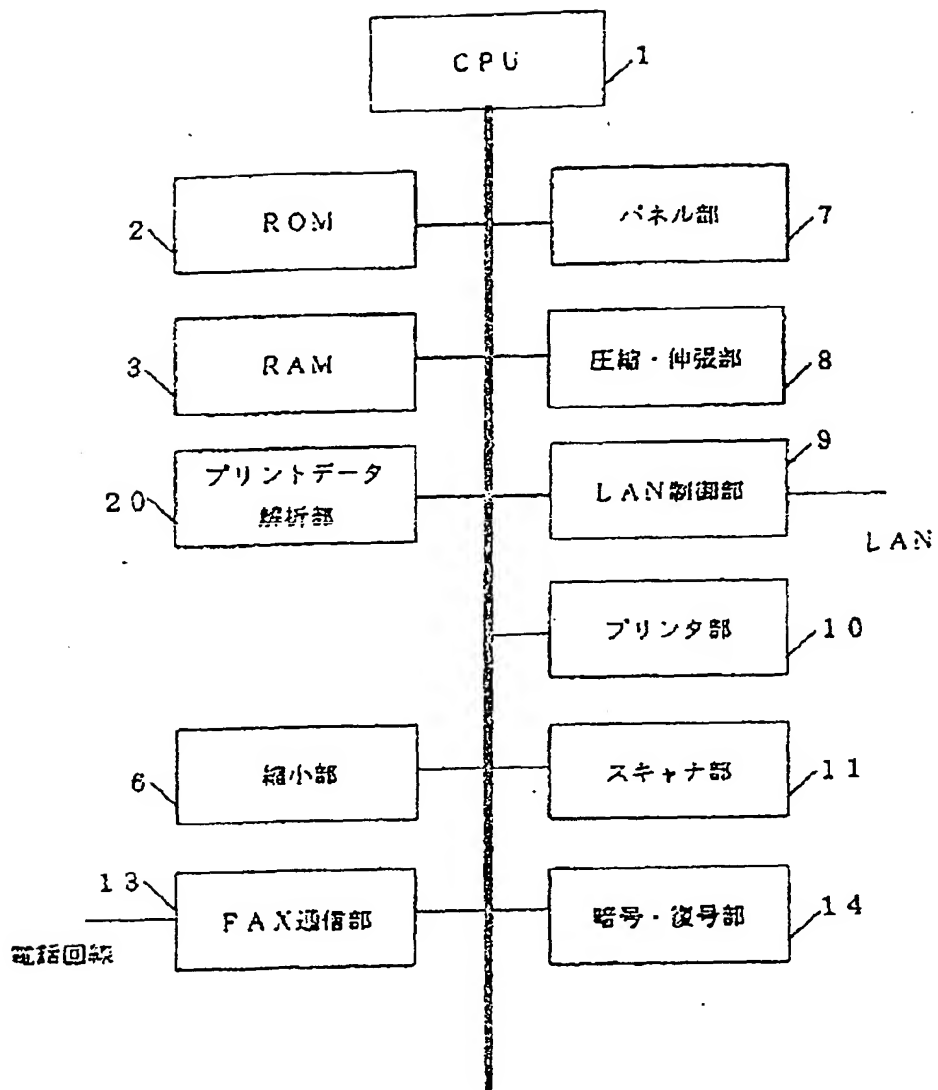 CPU
1
2
ROM
パネル部
7
3
RAM
圧縮・伸張部
8
20
プリントデータ
解析部
LAN制御部
9
LAN
プリンタ部
10
6
縮小部
スキャナ部
11
13
FAX通信部
電話回線
暗号・復号部
14